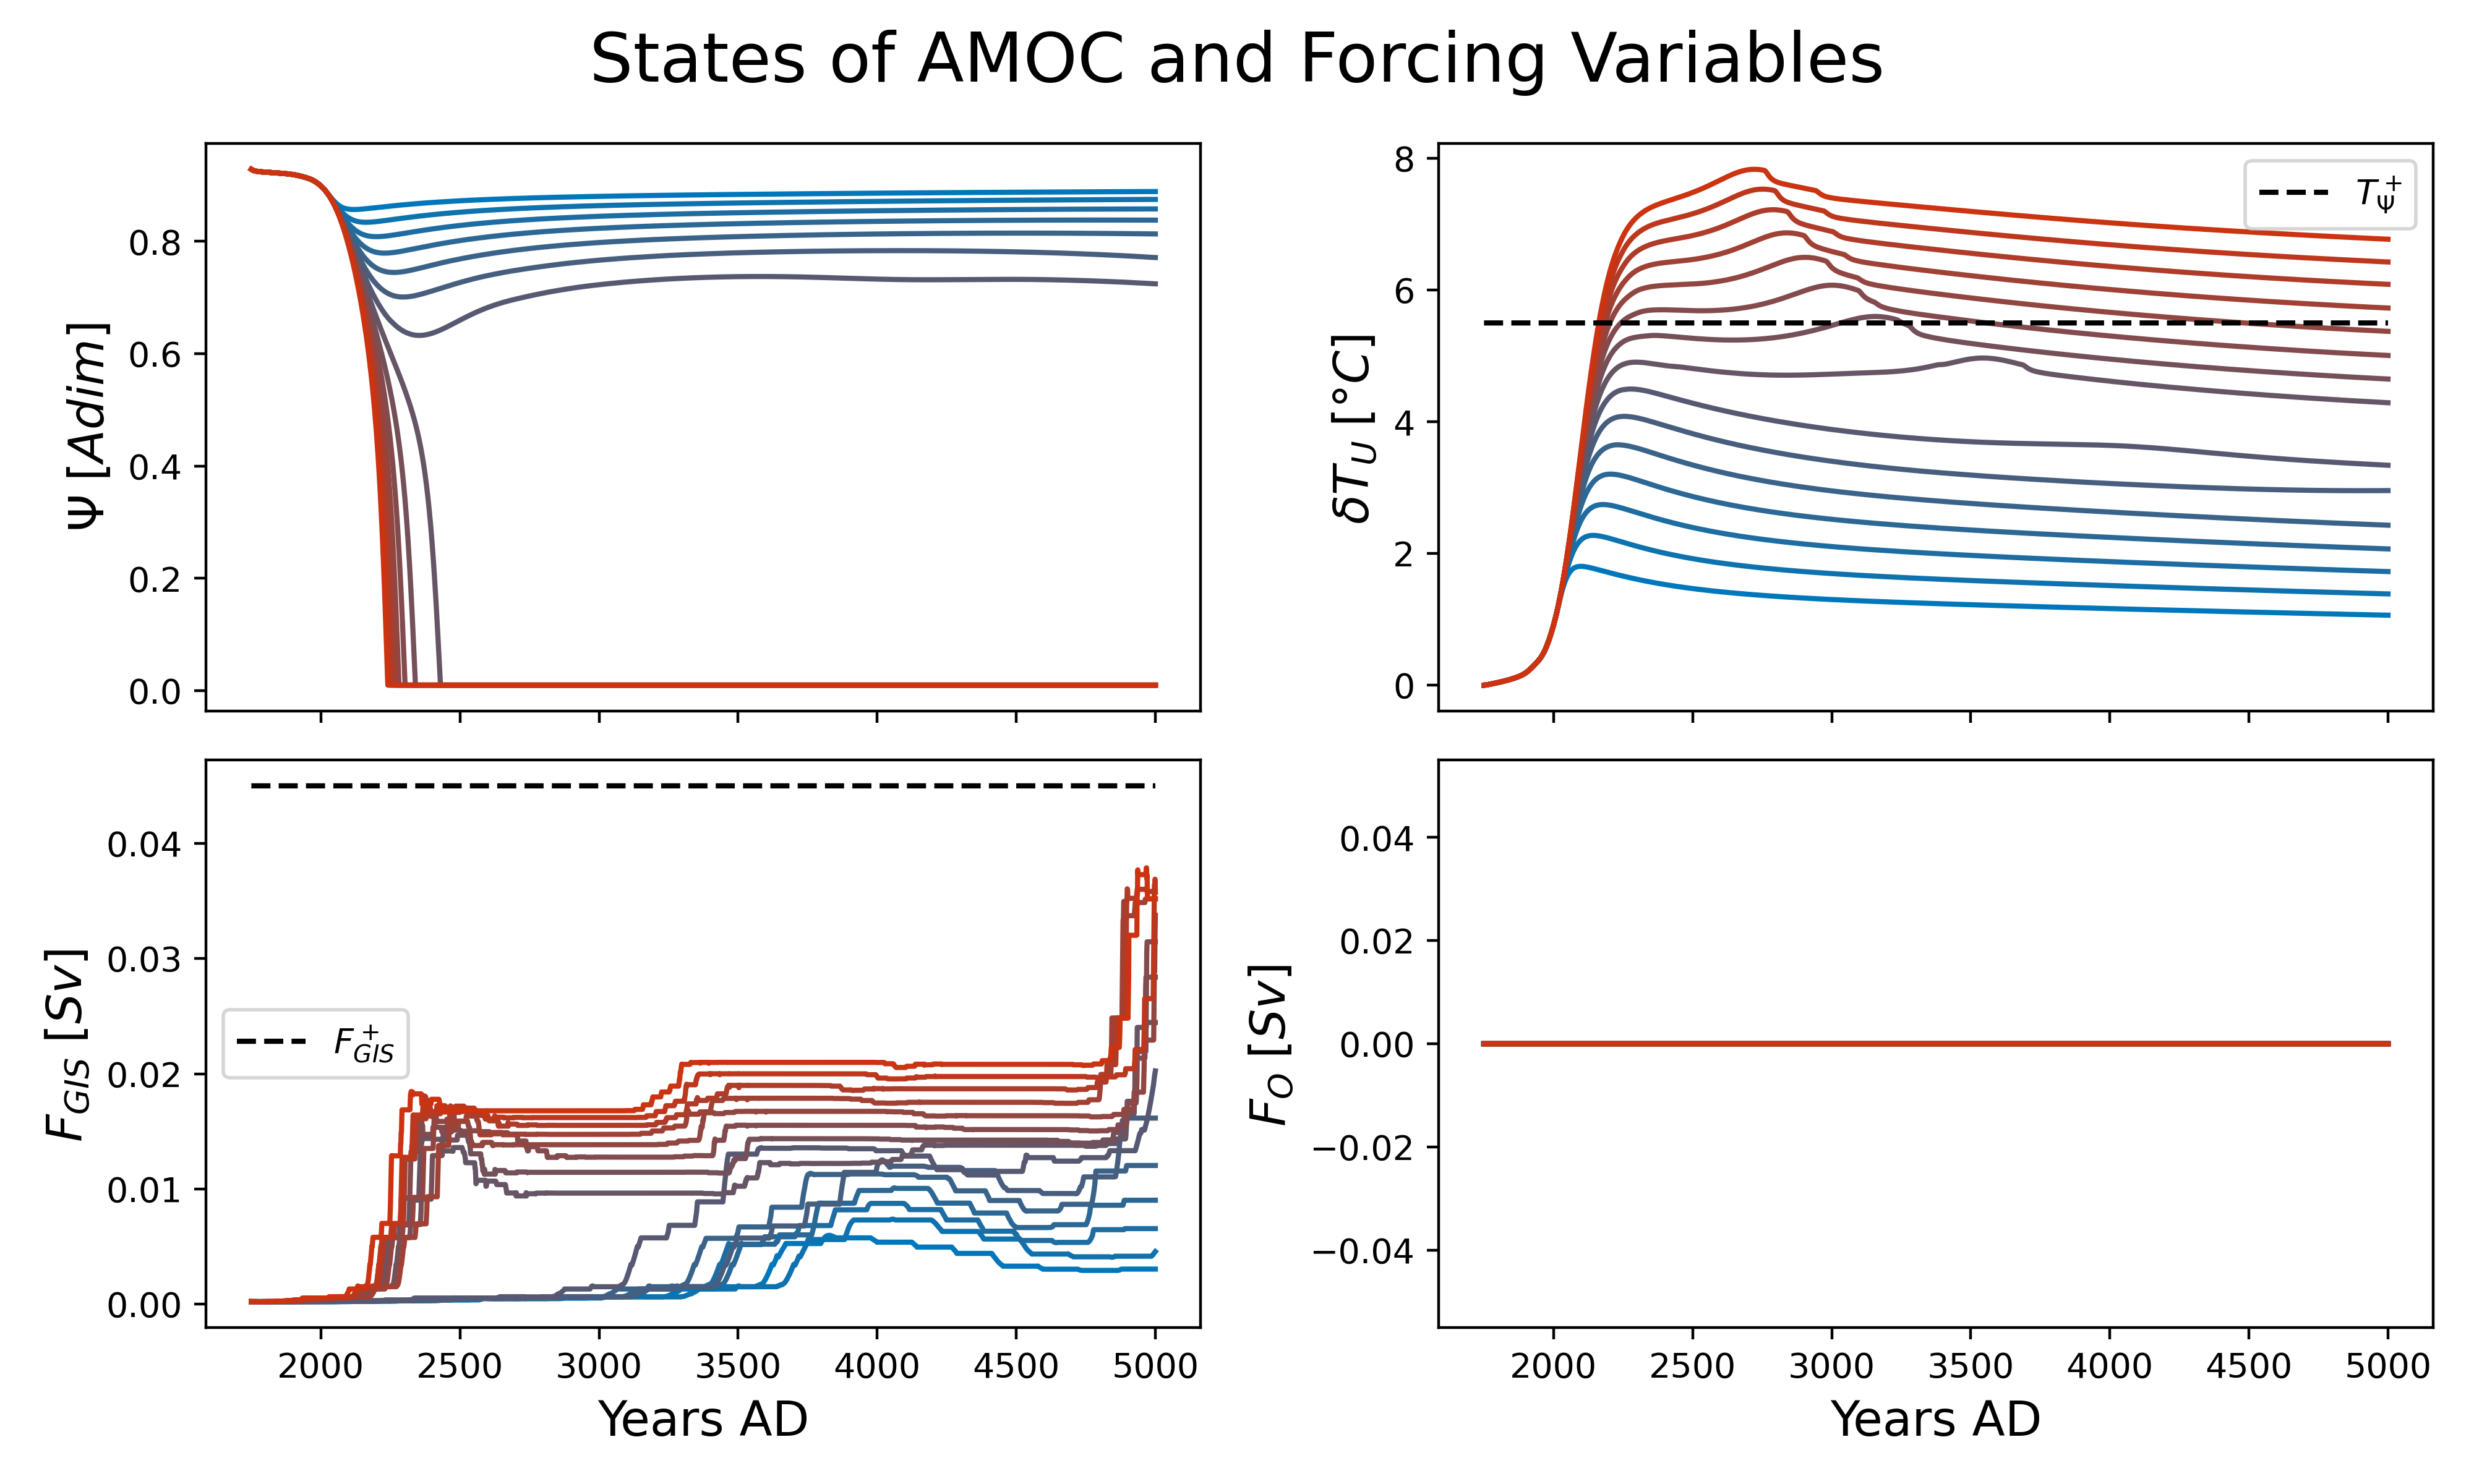 States of AMOC and Forcing Variables
Ψ [Adim]
0.8
0.6
0.4
0.2
0.0
δT_U [°C]
8
6
4
2
0
T_Ψ^+
F_GIS [Sv]
0.04
0.03
0.02
0.01
0.00
F_GIS^+
2000 2500 3000 3500 4000 4500 5000
Years AD
F_O [Sv]
0.04
0.02
0.00
−0.02
−0.04
2000 2500 3000 3500 4000 4500 5000
Years AD